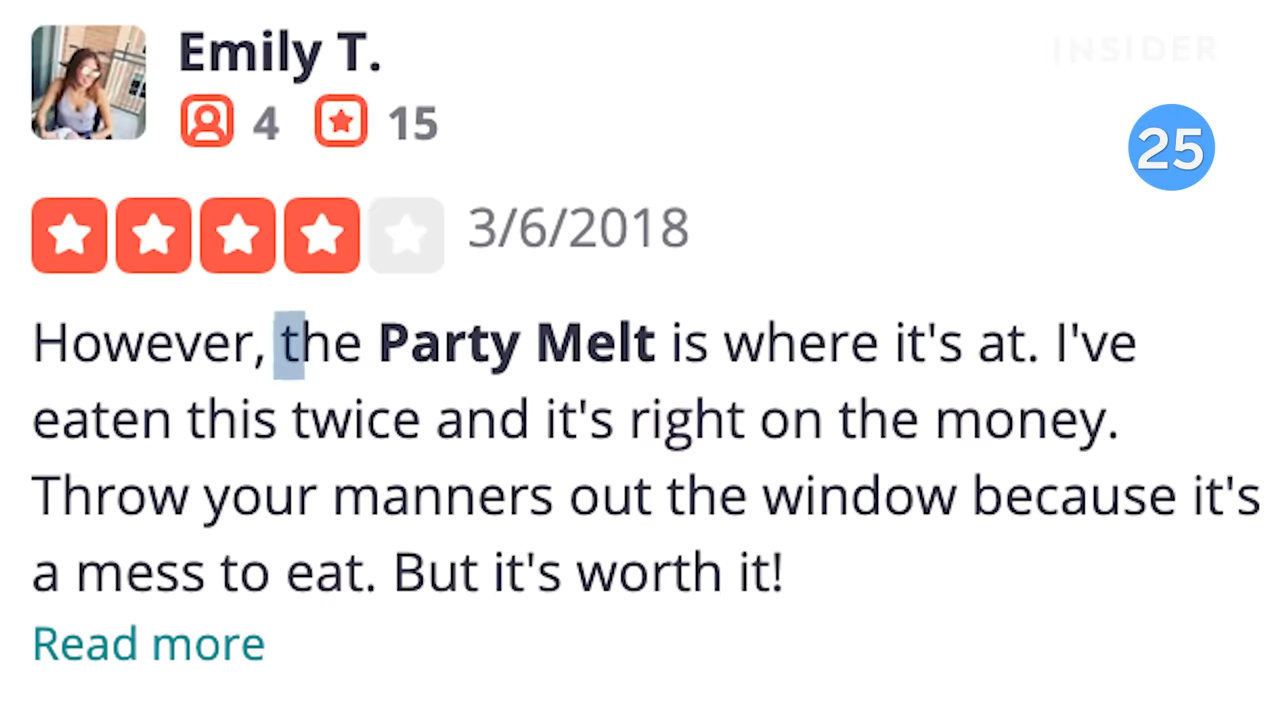 INSIDER
Emily T.
4 15
25
3/6/2018
However, the Party Melt is where it's at. I've
eaten this twice and it's right on the money.
Throw your manners out the window because it's
a mess to eat. But it's worth it!
Read more